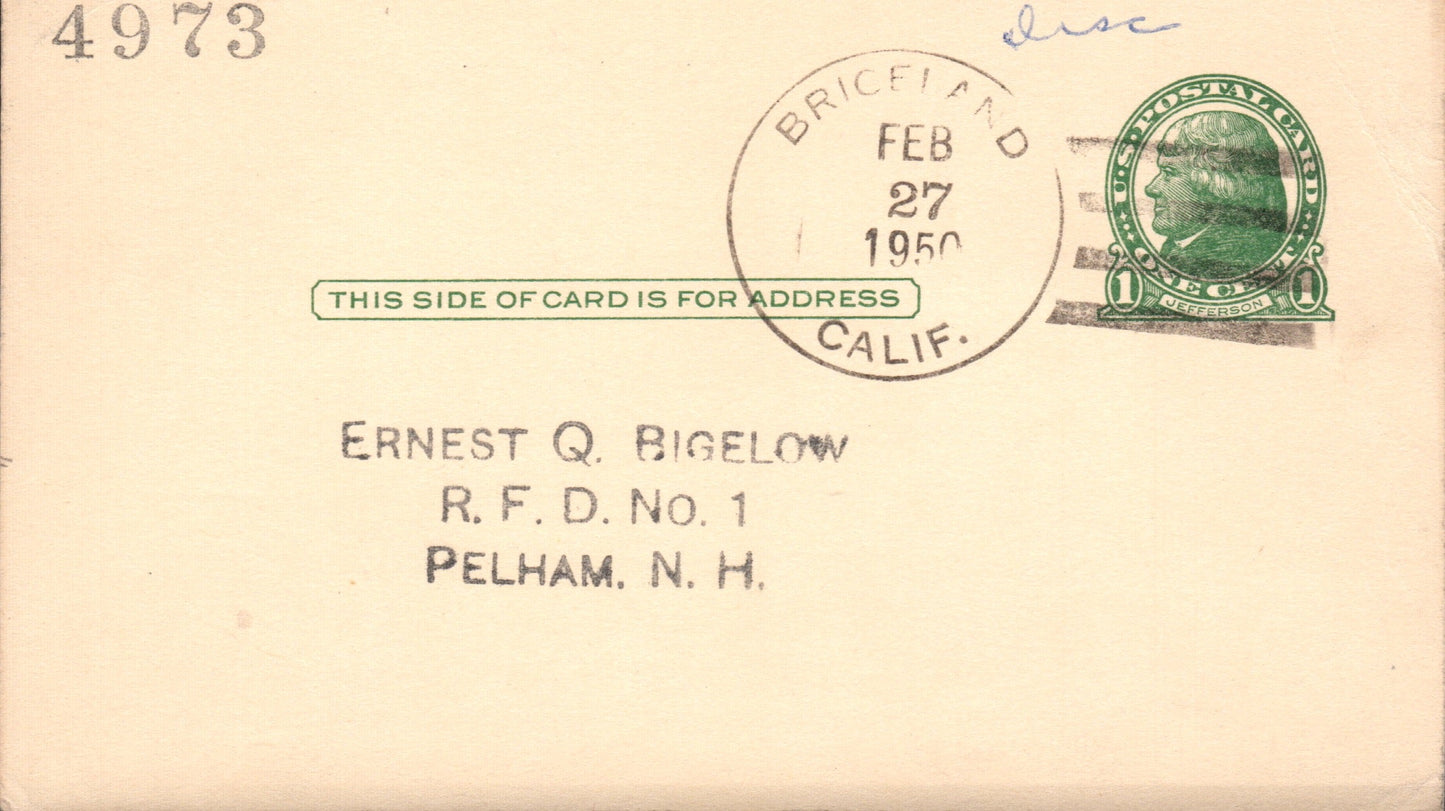 4973
Disc
BRICELAND
FEB
27
1950
CALIF.
U.S. POSTAL CARD
ONE CENT
1 1
JEFFERSON
THIS SIDE OF CARD IS FOR ADDRESS
ERNEST Q. BIGELOW
R. F. D. NO. 1
PELHAM, N. H.